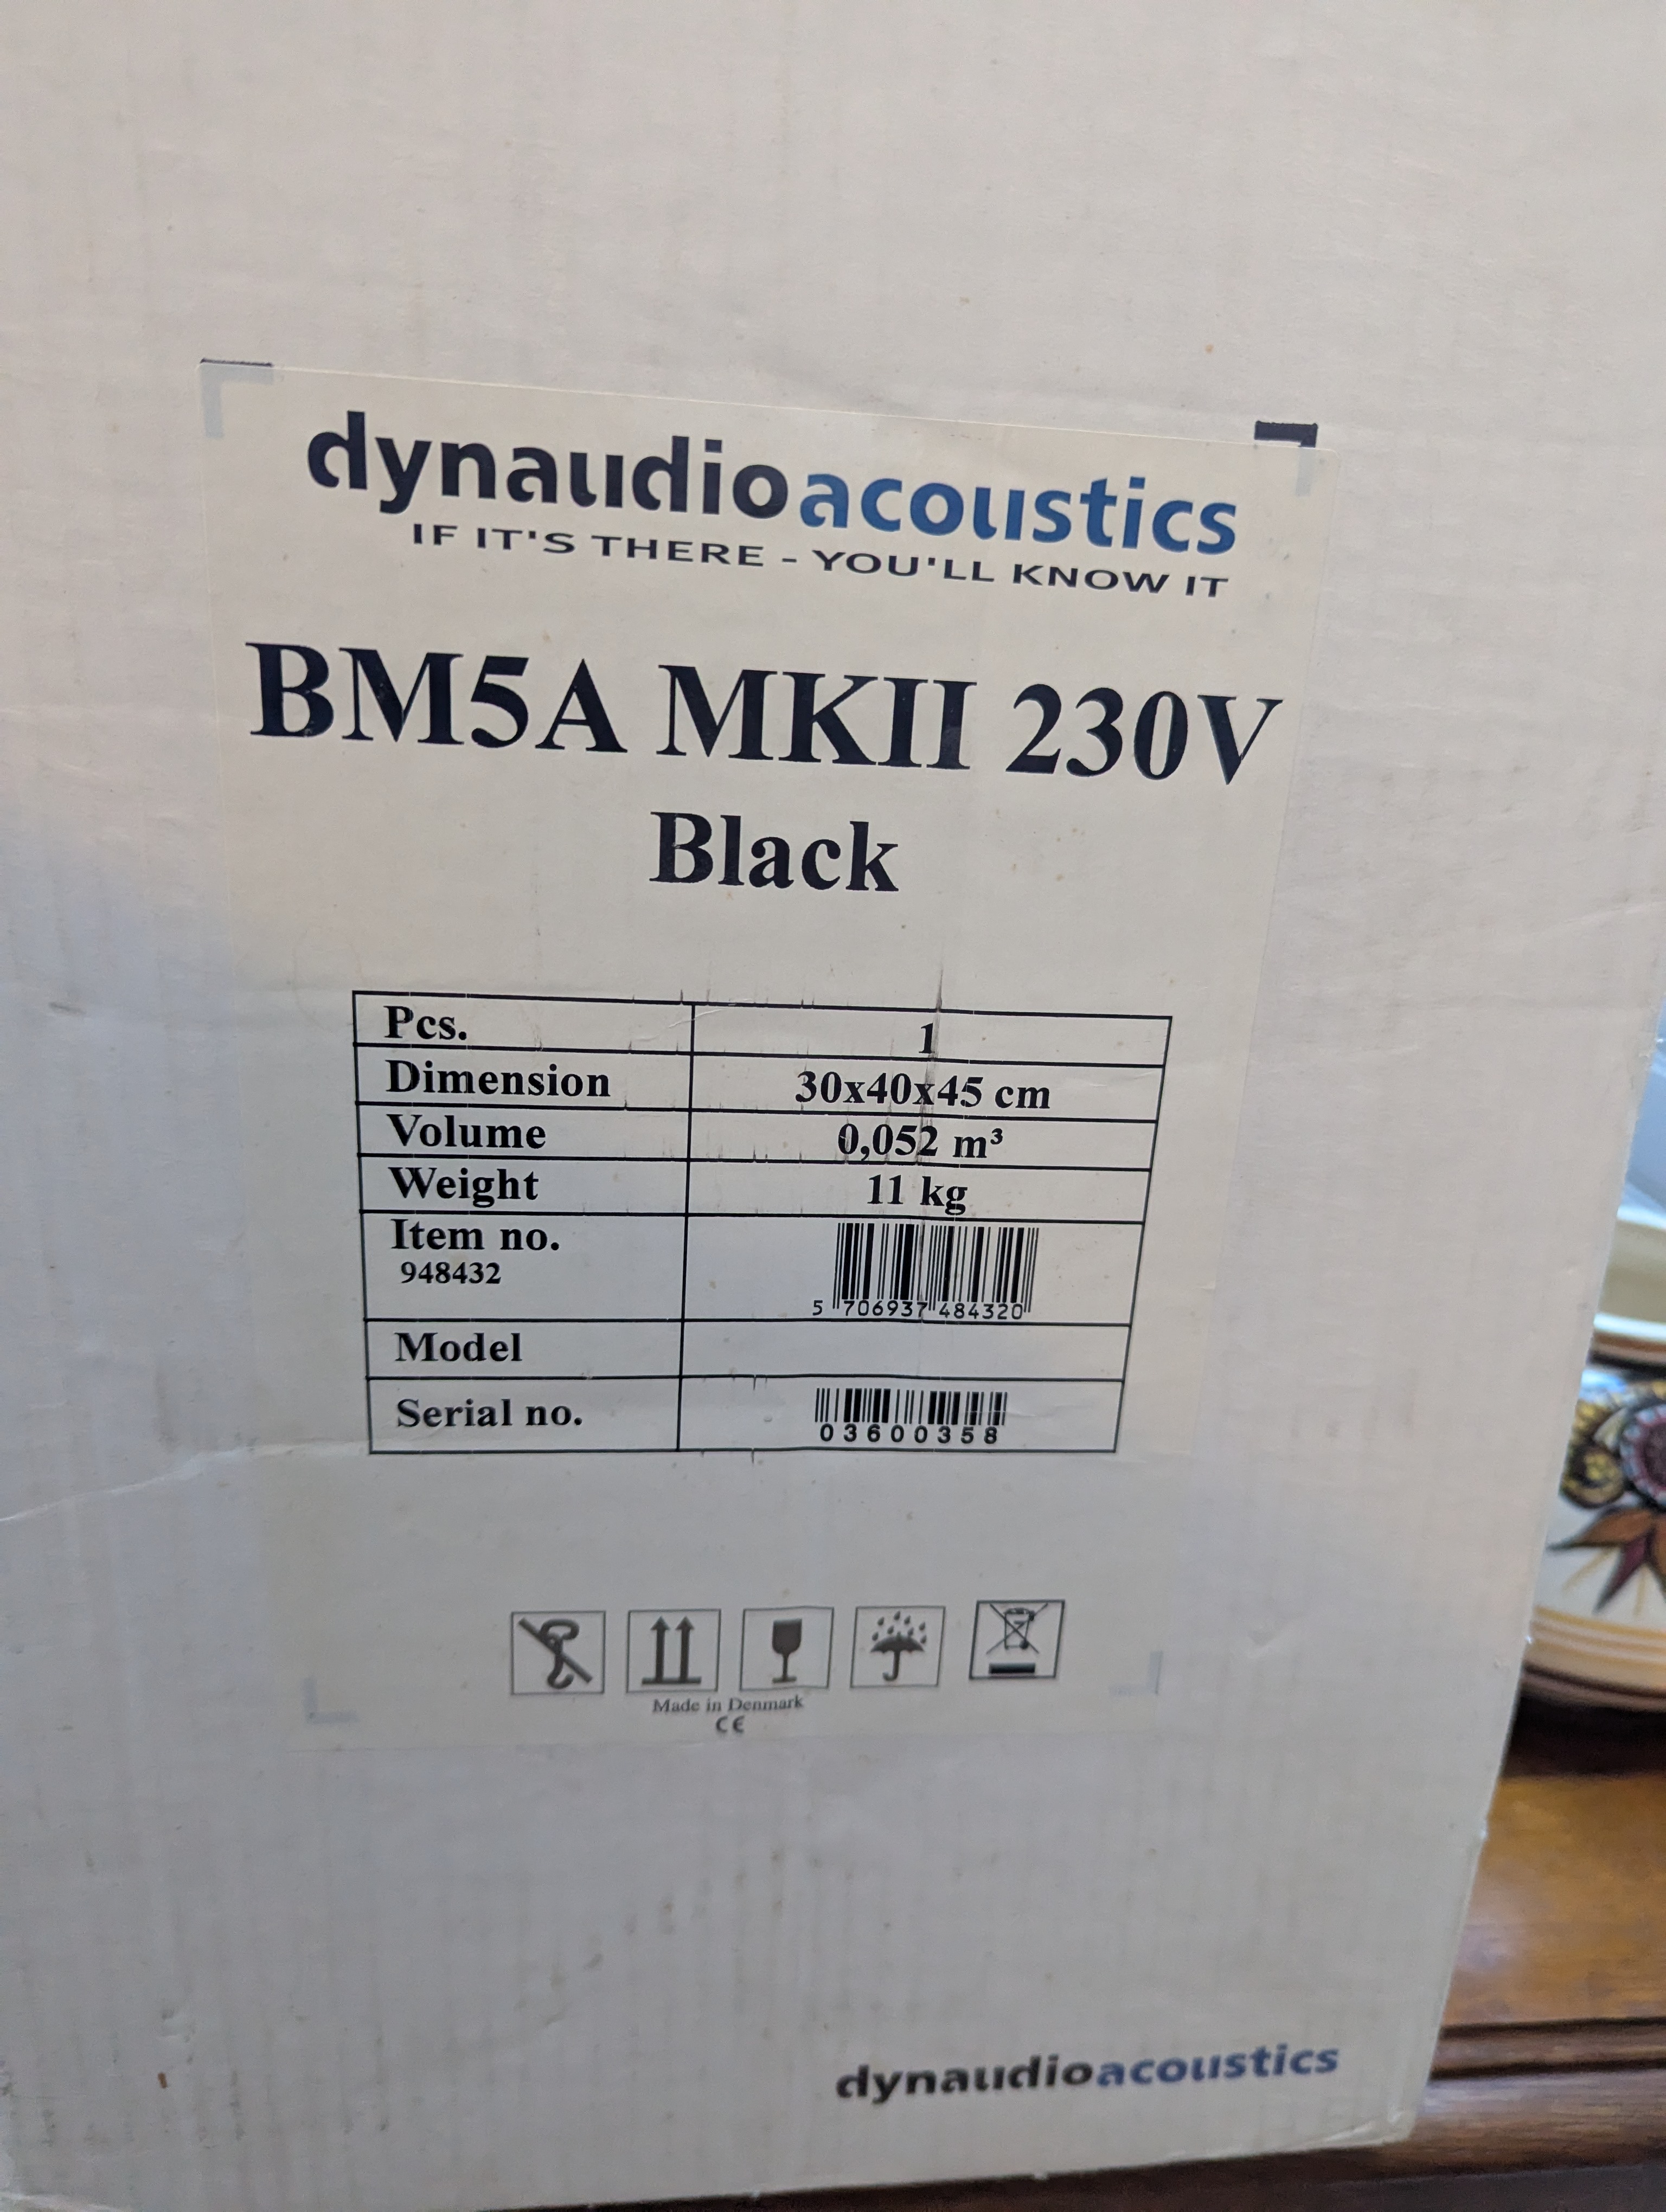 dynaudioacoustics
IF IT'S THERE - YOU'LL KNOW IT
BM5A MKII 230V
Black
Pcs. 1
Dimension 30x40x45 cm
Volume 0,052 m³
Weight 11 kg
Item no.
948432
5 706937 484320
Model
Serial no. 03600358
Made in Denmark
CE
dynaudioacoustics